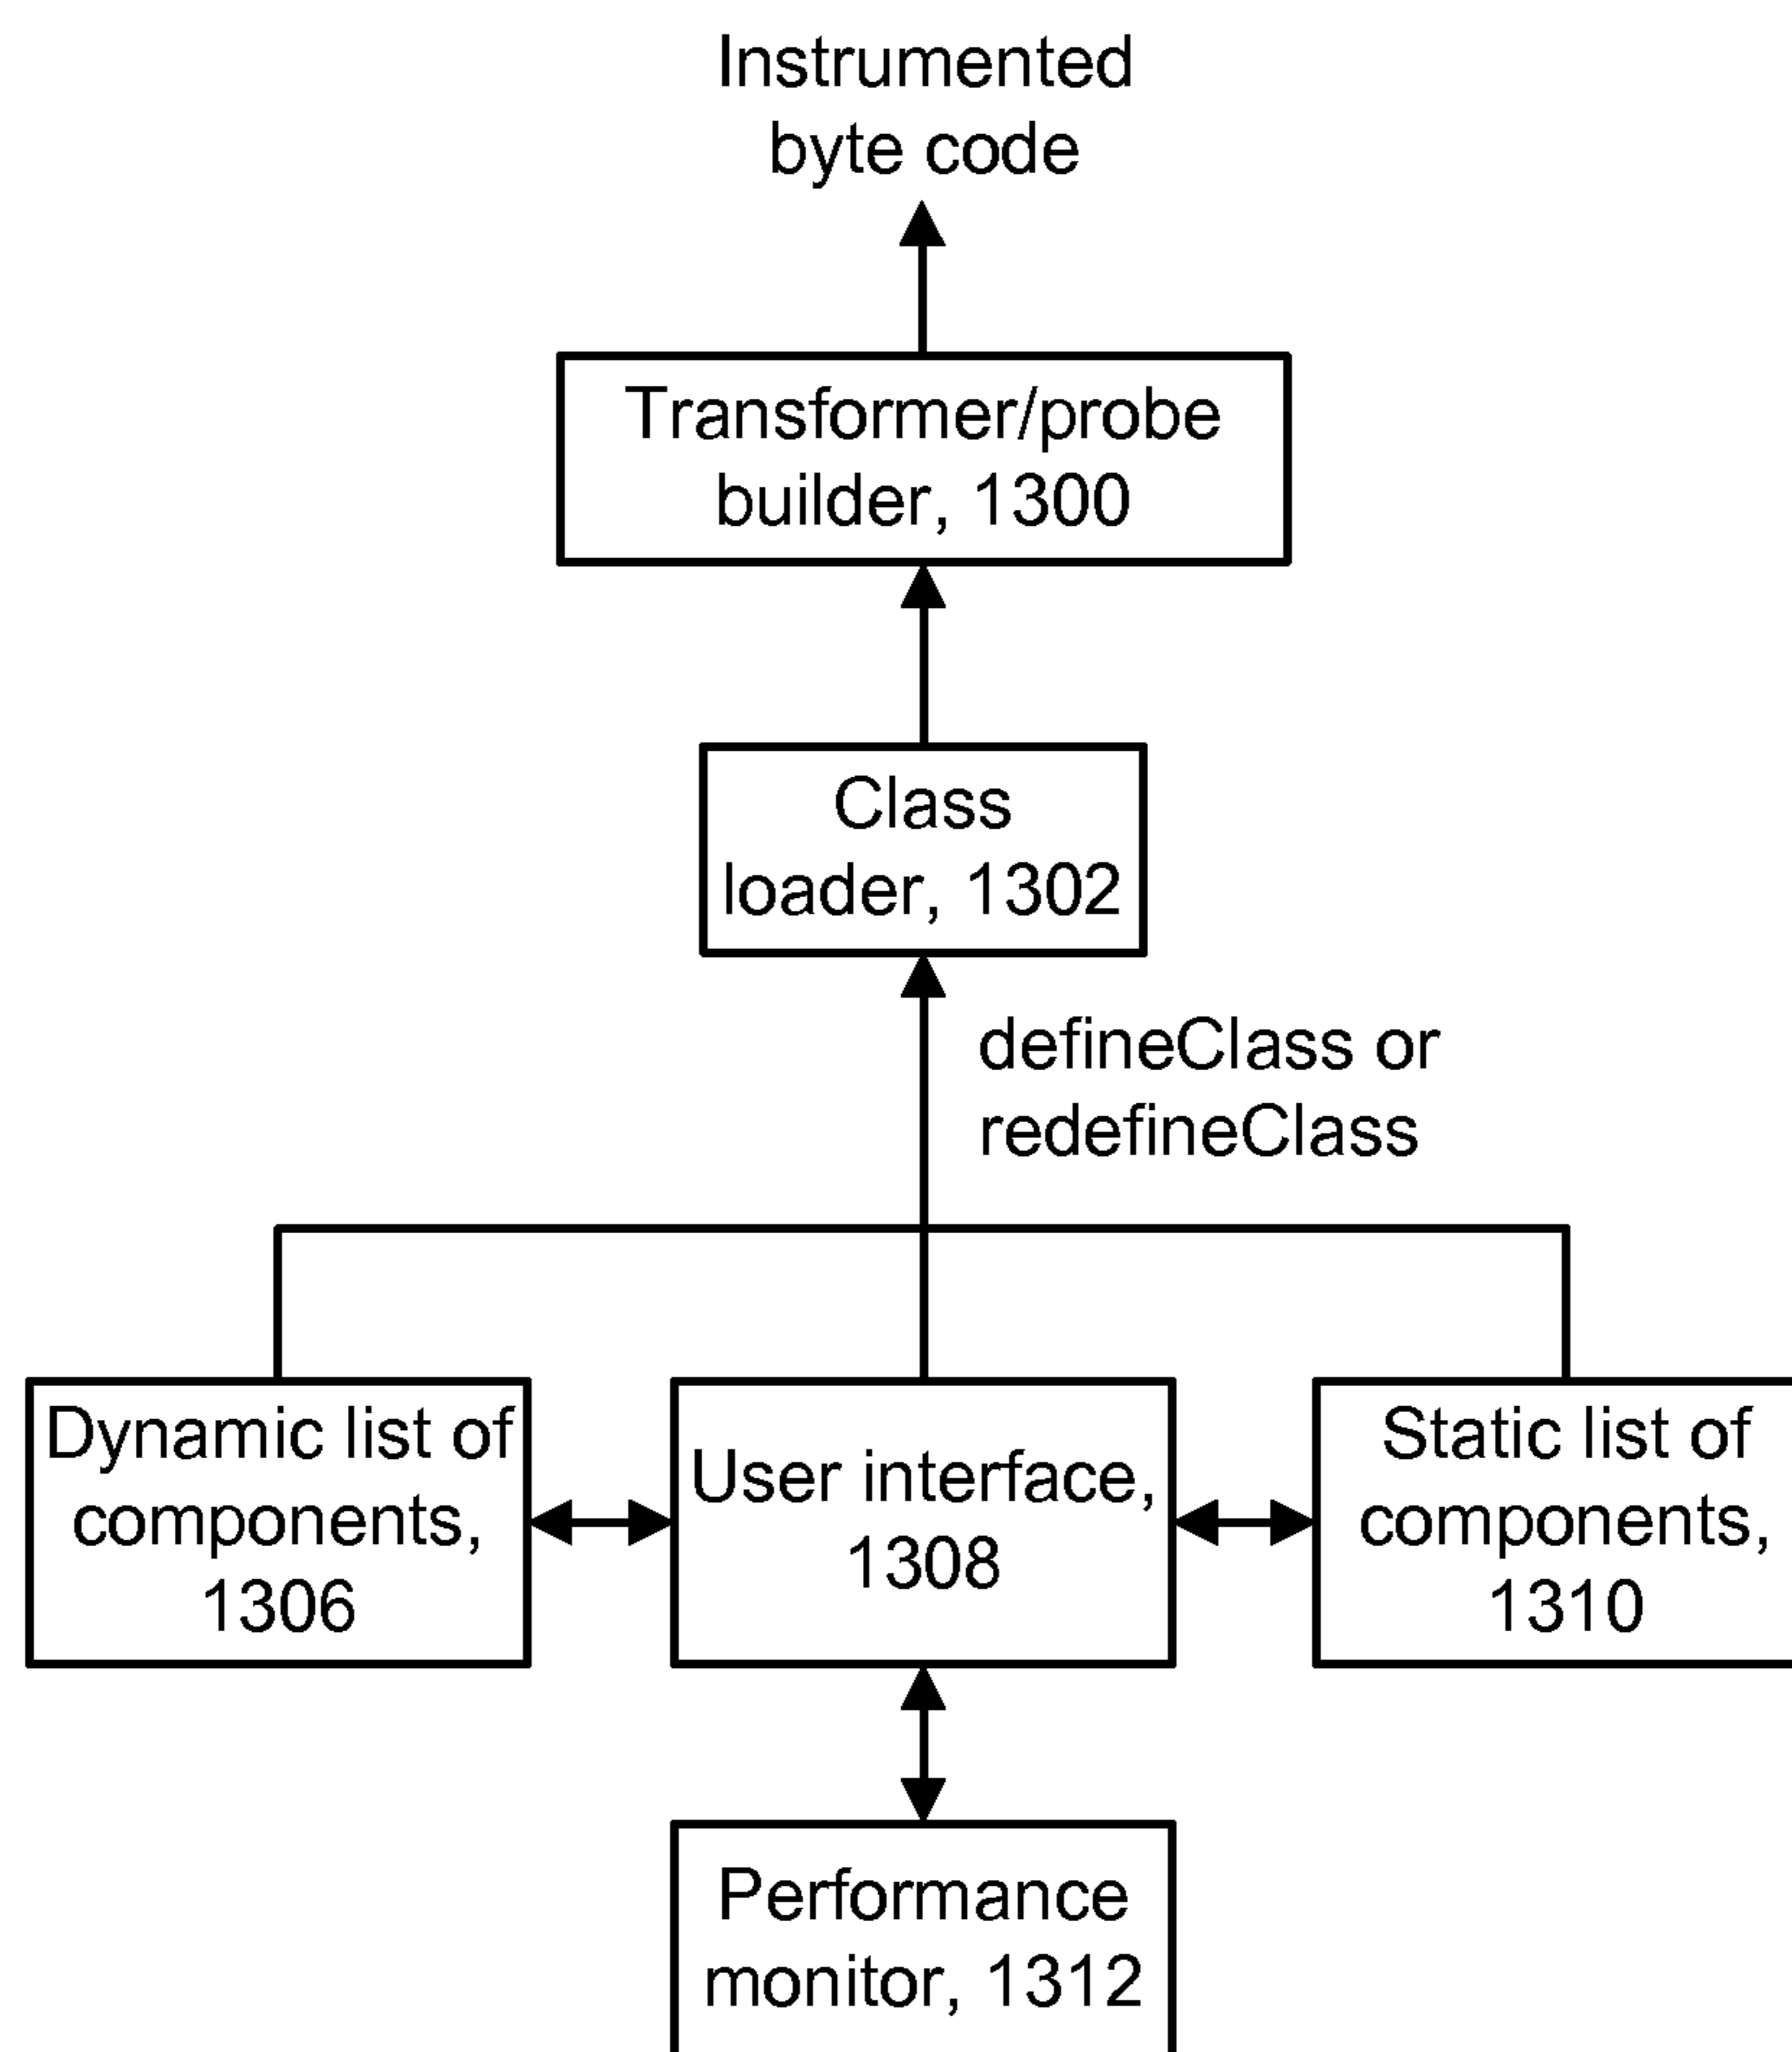 Instrumented
byte code
Transformer/probe
builder, 1300
Class
loader, 1302
defineClass or
redefineClass
Dynamic list of
components,
1306
User interface,
1308
Static list of
components,
1310
Performance
monitor, 1312